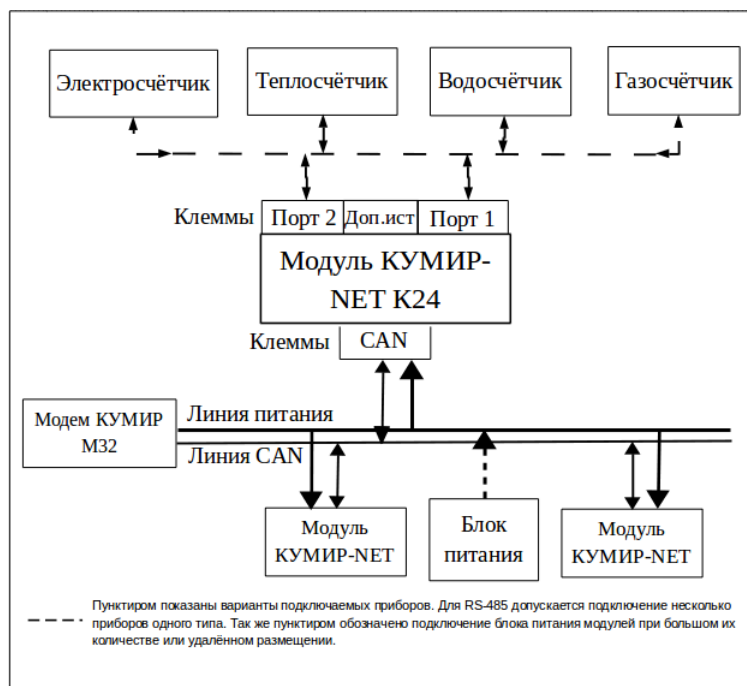 Электросчётчик
Теплосчётчик
Водосчётчик
Газосчётчик
Клеммы
Порт 2
Доп.ист
Порт 1
Модуль КУМИР-
NET К24
Клеммы
CAN
Модем КУМИР
М32
Линия питания
Линия CAN
Модуль
КУМИР-NET
Блок
питания
Модуль
КУМИР-NET
Пунктиром показаны варианты подключаемых приборов. Для RS-485 допускается подключение несколько
приборов одного типа. Так же пунктиром обозначено подключение блока питания модулей при большом их
количестве или удалённом размещении.